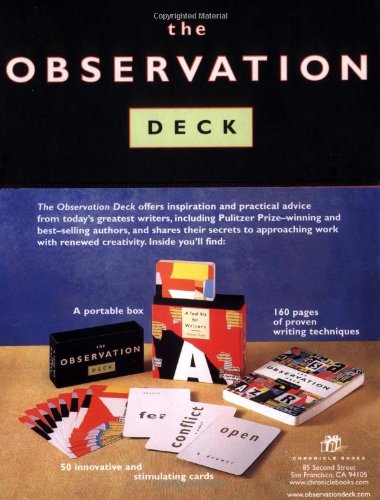 Copyrighted Material
the
OBSERVATION
DECK
The Observation Deck offers inspiration and practical advice
from today's greatest writers, including Pulitzer Prize–winning and
best–selling authors, and shares their secrets to approaching work
with renewed creativity. Inside you'll find:
A portable box
160 pages
of proven
writing techniques
A Tool Kit
for
Writers
the
OBSERVATION
DECK
A
OBSERVATION
conflict
open
50 innovative and
stimulating cards
CHRONICLE BOOKS
85 Second Street
San Francisco, CA 94105
www.chroniclebooks.com
www.observationdeck.com
Copyrighted Material